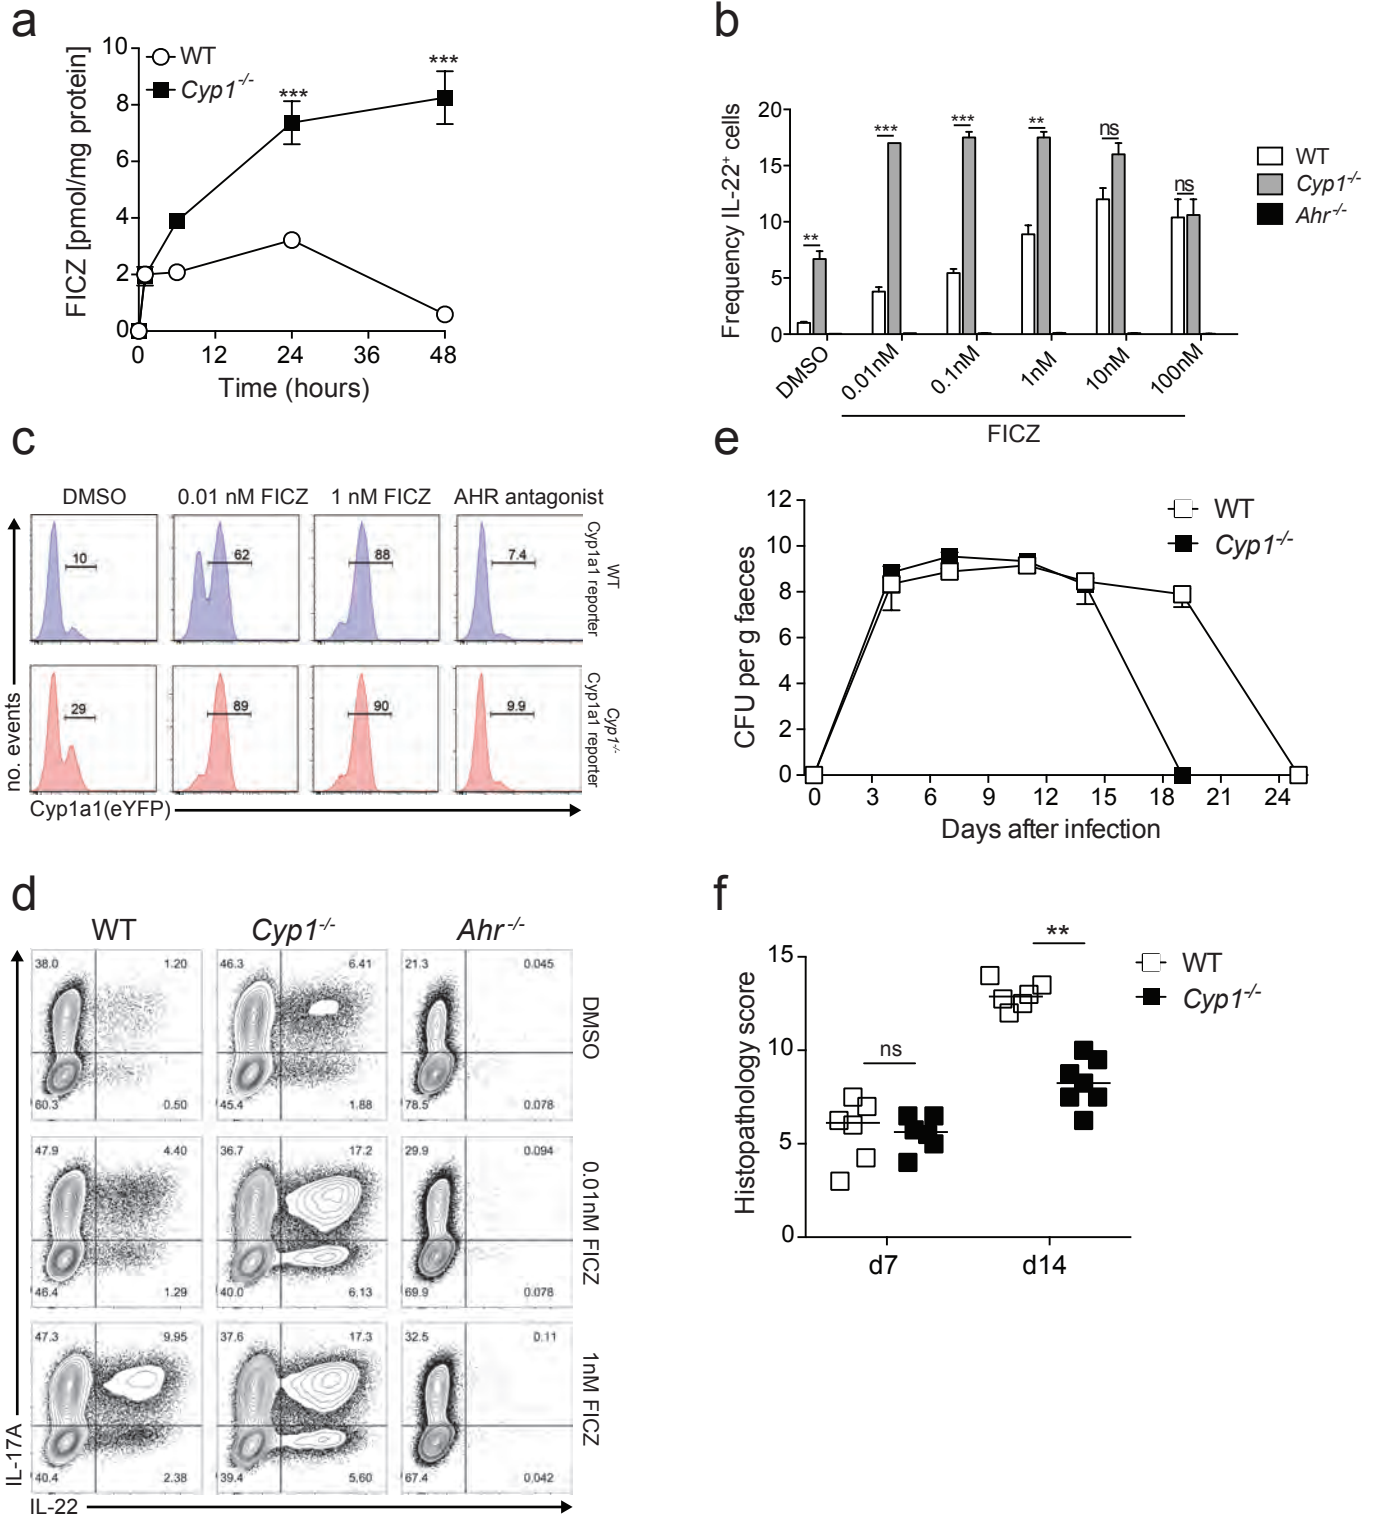 a
FICZ [pmol/mg protein]
10
8
6
4
2
0
WT
Cyp1-/-
***
***
0 12 24 36 48
Time (hours)
b
Frequency IL-22+ cells
20
15
10
5
0
**
***
***
**
ns
ns
WT
Cyp1-/-
Ahr-/-
DMSO
0.01nM
0.1nM
1nM
10nM
100nM
FICZ
c
DMSO 0.01 nM FICZ 1 nM FICZ AHR antagonist
10 62 88 7.4
WT
Cyp1a1 reporter
29 89 90 9.9
Cyp1-/-
Cyp1a1 reporter
no. events
Cyp1a1(eYFP)
e
CFU per g faeces
12
10
8
6
4
2
0
WT
Cyp1-/-
0 3 6 9 12 15 18 21 24
Days after infection
d
WT Cyp1-/- Ahr-/-
38.0 1.20 46.3 6.41 21.3 0.045
60.3 0.50 45.4 1.88 78.5 0.078
DMSO
47.9 4.40 36.7 17.2 29.9 0.094
46.4 1.29 40.0 6.13 69.9 0.078
0.01nM FICZ
47.3 9.95 37.6 17.3 32.5 0.11
40.4 2.38 39.4 5.60 67.4 0.042
1nM FICZ
IL-17A
IL-22
f
Histopathology score
15
10
5
0
ns
**
WT
Cyp1-/-
d7 d14